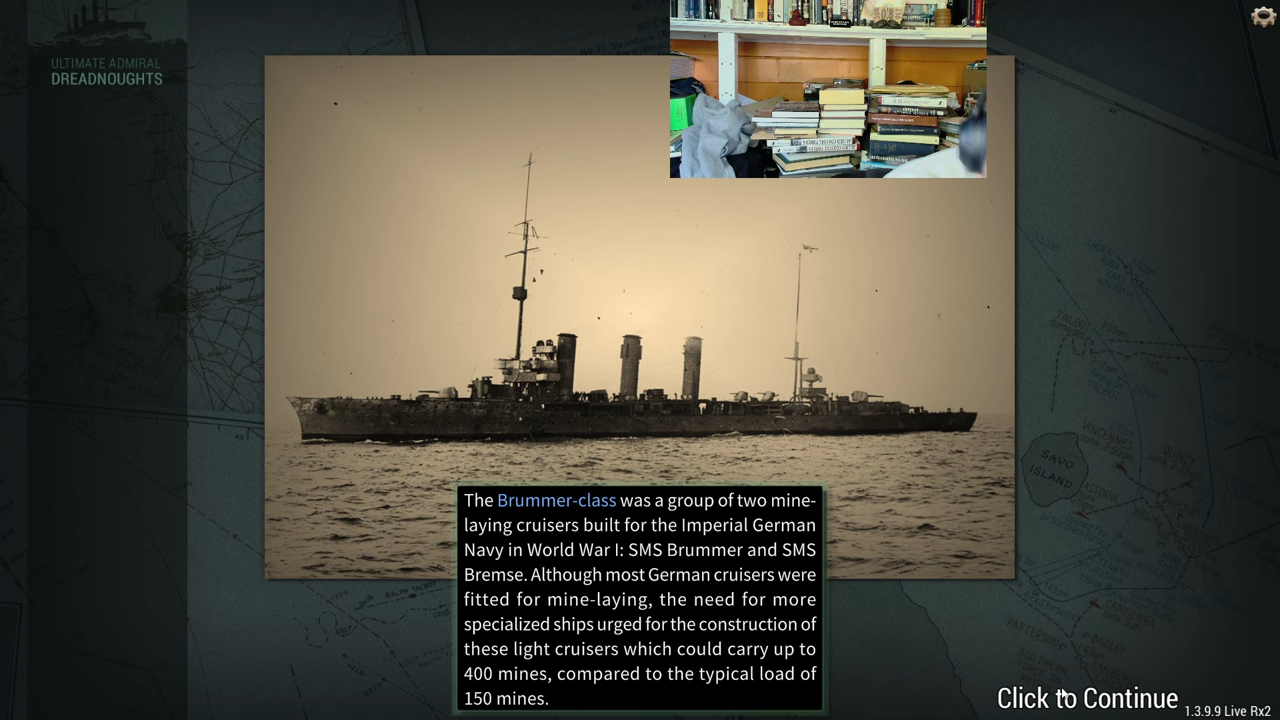 ULTIMATE ADMIRAL
DREADNOUGHTS
SAVO
ISLAND
The Brummer-class was a group of two mine-
laying cruisers built for the Imperial German
Navy in World War I: SMS Brummer and SMS
Bremse. Although most German cruisers were
fitted for mine-laying, the need for more
specialized ships urged for the construction of
these light cruisers which could carry up to
400 mines, compared to the typical load of
150 mines.
Click to Continue
1.3.9.9 Live Rx2